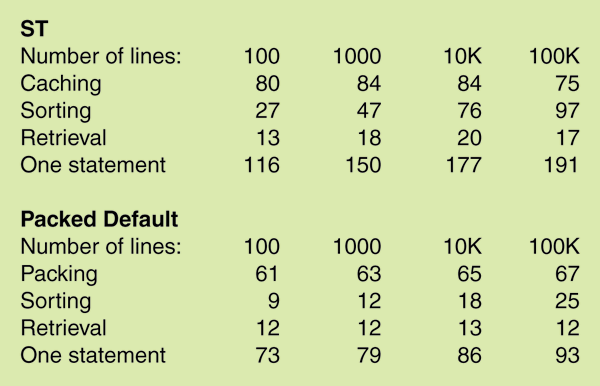 ST
Number of lines: 100 1000 10K 100K
Caching 80 84 84 75
Sorting 27 47 76 97
Retrieval 13 18 20 17
One statement 116 150 177 191
Packed Default
Number of lines: 100 1000 10K 100K
Packing 61 63 65 67
Sorting 9 12 18 25
Retrieval 12 12 13 12
One statement 73 79 86 93